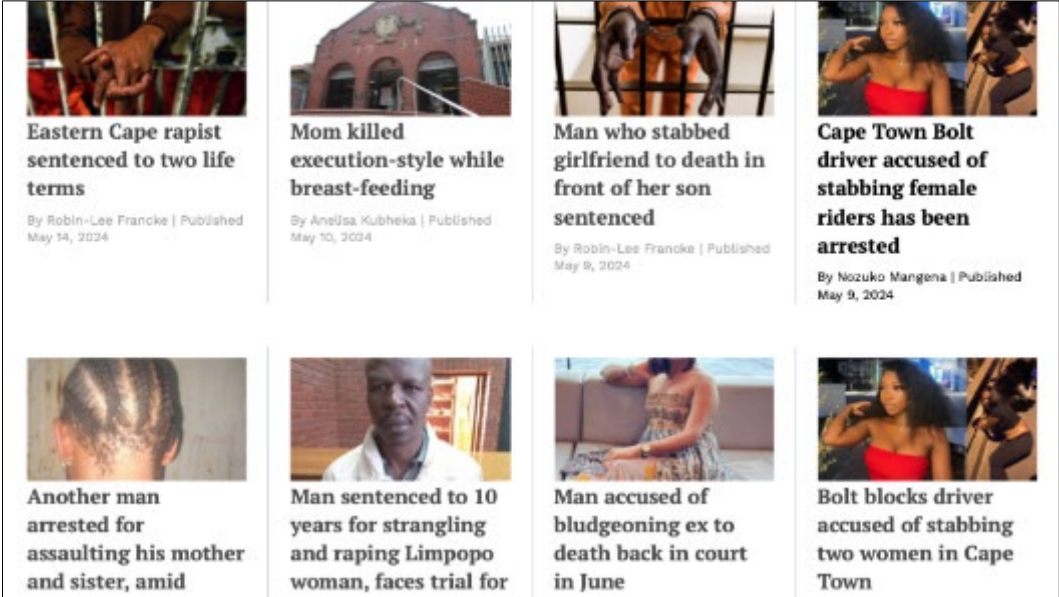 Eastern Cape rapist
sentenced to two life
terms
By Robin-Lee Francke | Published
May 14, 2024
Mom killed
execution-style while
breast-feeding
By Anelisa Kubheka | Published
May 10, 2024
Man who stabbed
girlfriend to death in
front of her son
sentenced
By Robin-Lee Francke | Published
May 9, 2024
Cape Town Bolt
driver accused of
stabbing female
riders has been
arrested
By Nozuko Mangena | Published
May 9, 2024
Another man
arrested for
assaulting his mother
and sister, amid
Man sentenced to 10
years for strangling
and raping Limpopo
woman, faces trial for
Man accused of
bludgeoning ex to
death back in court
in June
Bolt blocks driver
accused of stabbing
two women in Cape
Town